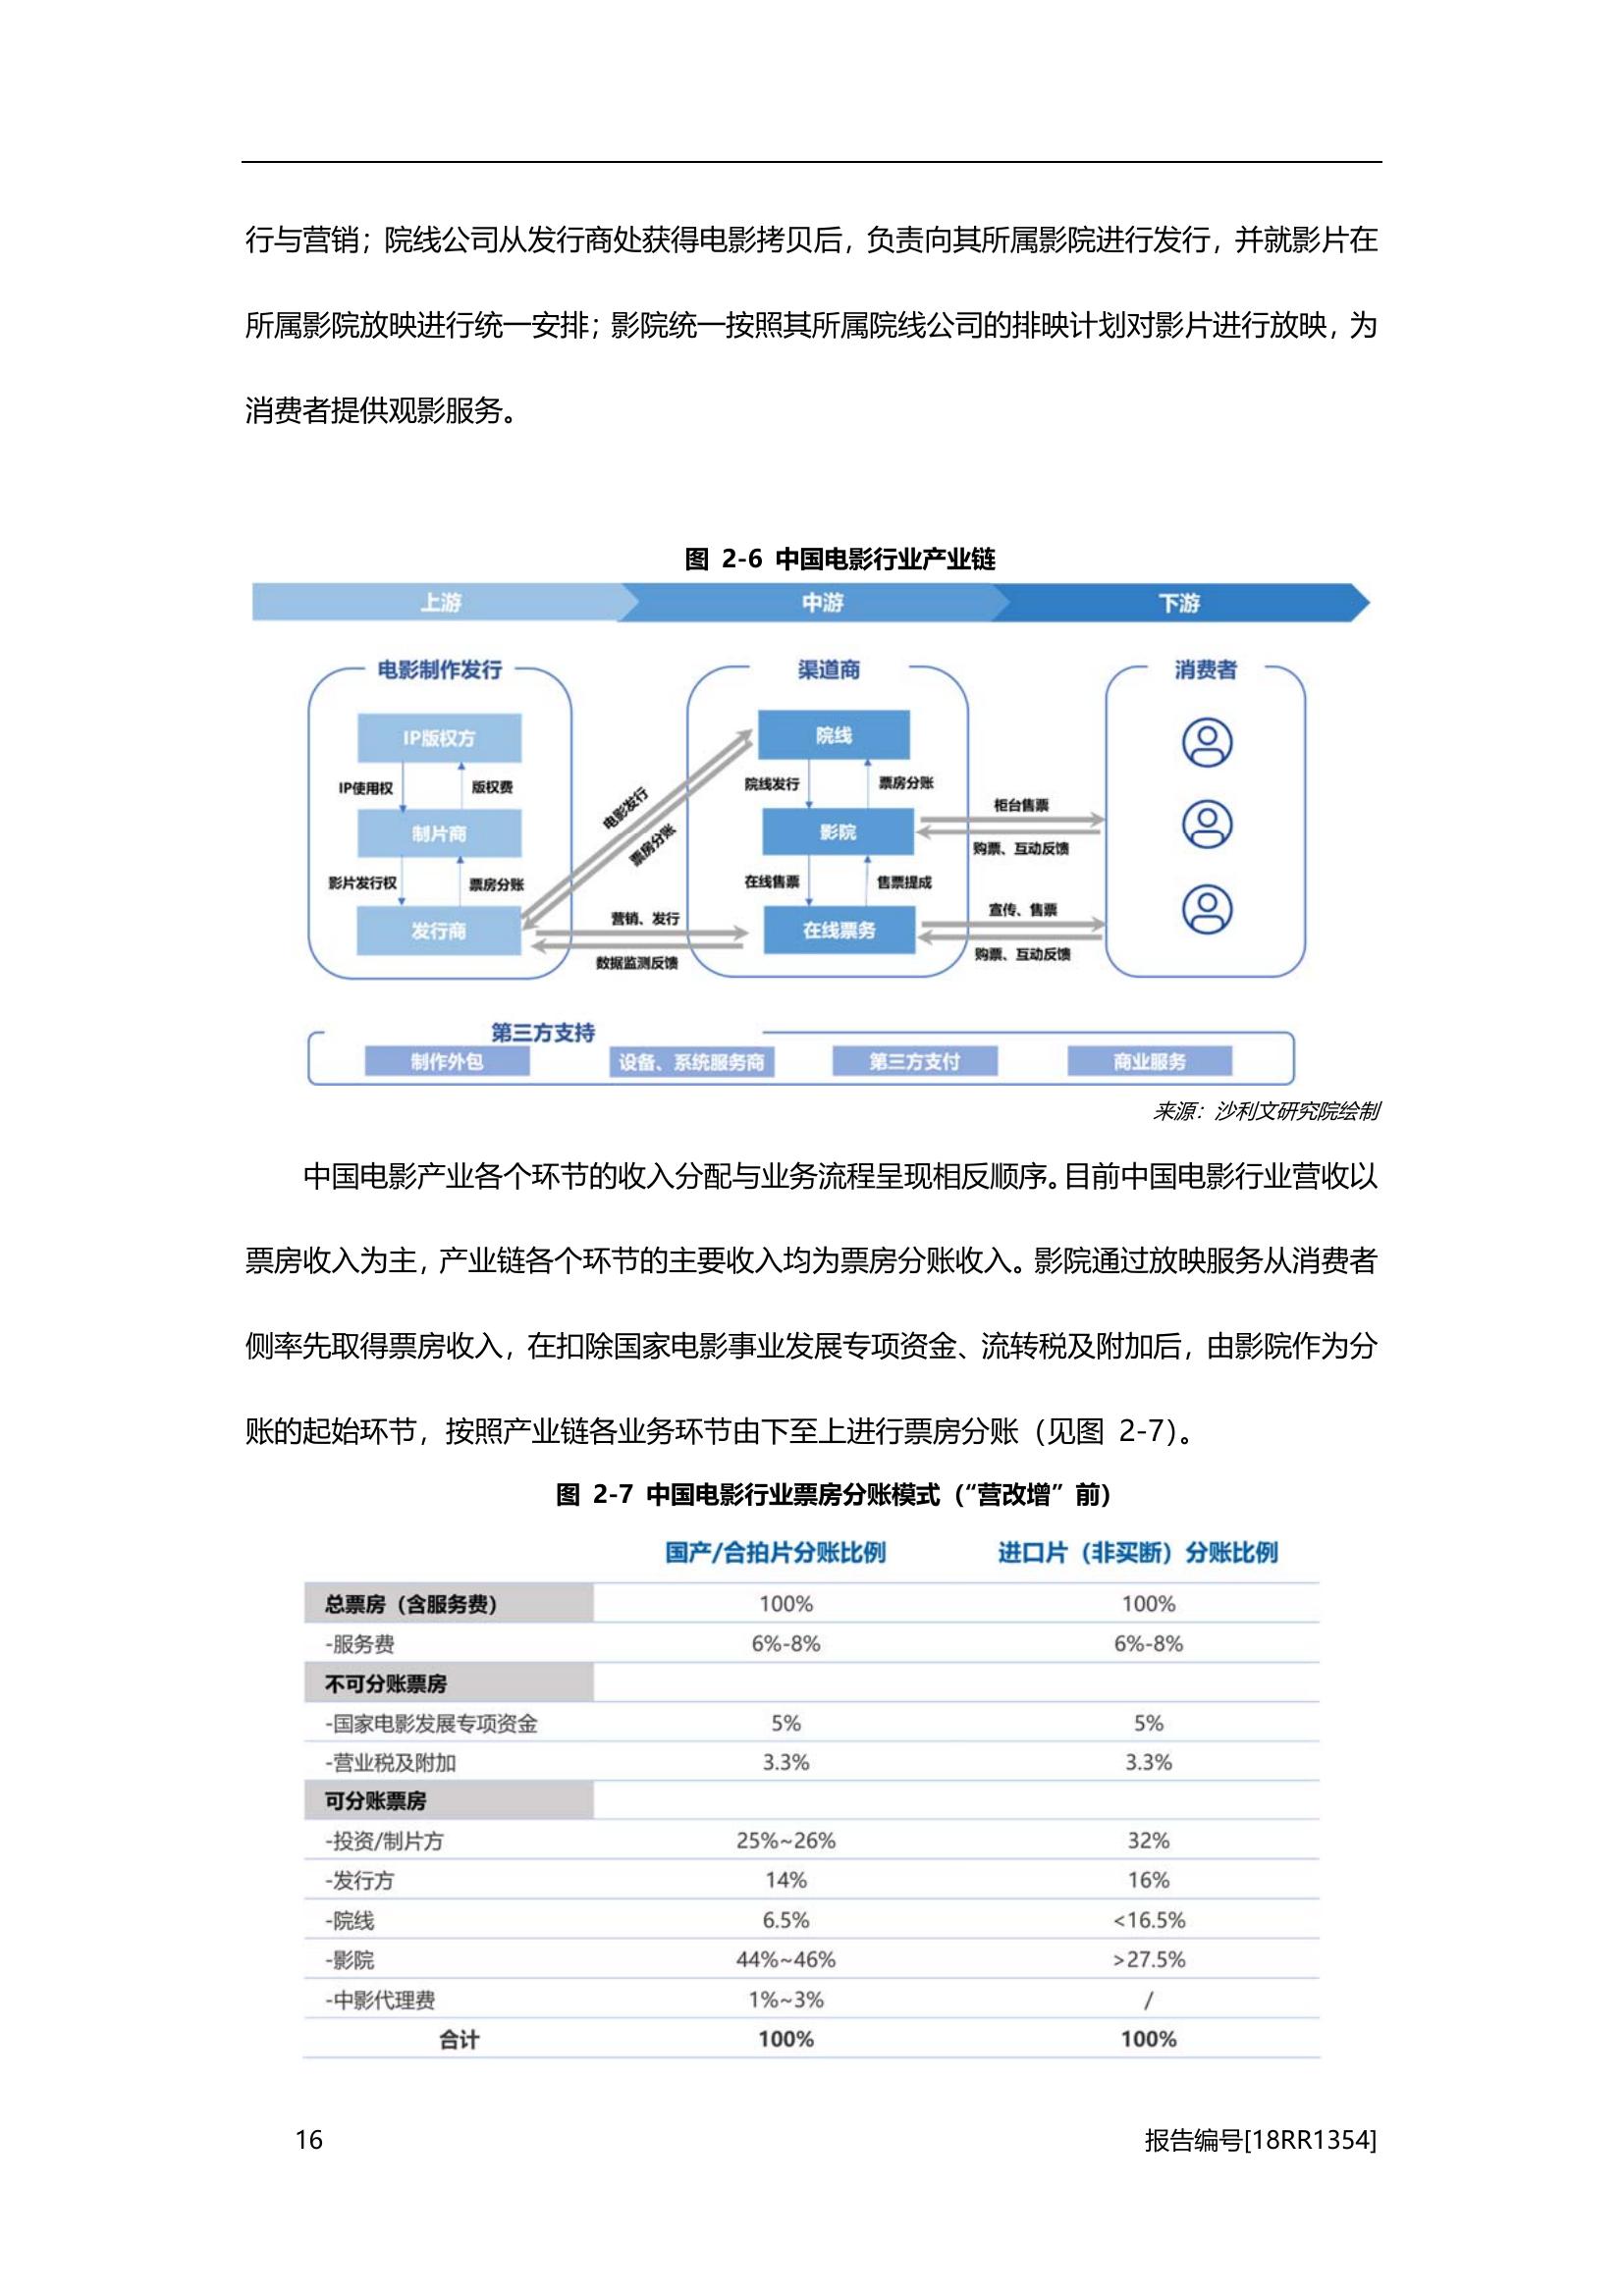 行与营销；院线公司从发行商处获得电影拷贝后，负责向其所属影院进行发行，并就影片在
所属影院放映进行统一安排；影院统一按照其所属院线公司的排映计划对影片进行放映，为
消费者提供观影服务。
图 2-6 中国电影行业产业链
上游 中游 下游
电影制作发行 渠道商 消费者
IP版权方
IP使用权 版权费
制片商
影片发行权 票房分账
发行商
电影发行
票房分账
营销、发行
数据监测反馈
院线
院线发行 票房分账
影院
在线售票 售票提成
在线票务
柜台售票
购票、互动反馈
宣传、售票
购票、互动反馈
第三方支持
制作外包 设备、系统服务商 第三方支付 商业服务
来源：沙利文研究院绘制
中国电影产业各个环节的收入分配与业务流程呈现相反顺序。目前中国电影行业营收以
票房收入为主，产业链各个环节的主要收入均为票房分账收入。影院通过放映服务从消费者
侧率先取得票房收入，在扣除国家电影事业发展专项资金、流转税及附加后，由影院作为分
账的起始环节，按照产业链各业务环节由下至上进行票房分账（见图 2-7）。
图 2-7 中国电影行业票房分账模式（“营改增”前）
国产/合拍片分账比例 进口片（非买断）分账比例
总票房（含服务费） 100% 100%
-服务费 6%-8% 6%-8%
不可分账票房
-国家电影发展专项资金 5% 5%
-营业税及附加 3.3% 3.3%
可分账票房
-投资/制片方 25%~26% 32%
-发行方 14% 16%
-院线 6.5% <16.5%
-影院 44%~46% >27.5%
-中影代理费 1%~3% /
合计 100% 100%
16 报告编号[18RR1354]